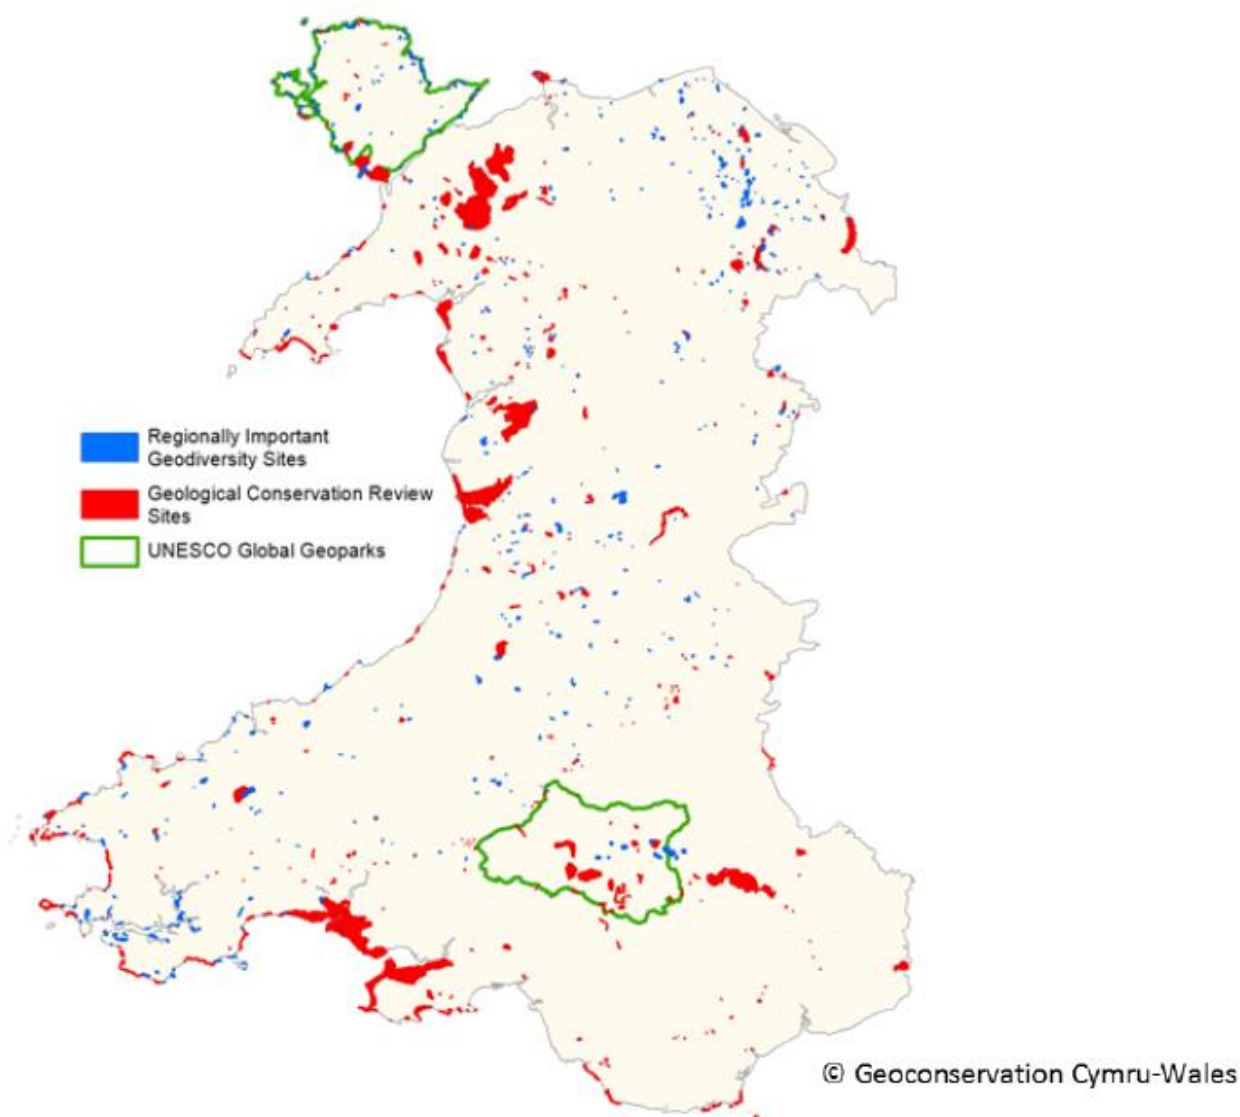 Regionally Important
Geodiversity Sites
Geological Conservation Review
Sites
UNESCO Global Geoparks
© Geoconservation Cymru-Wales